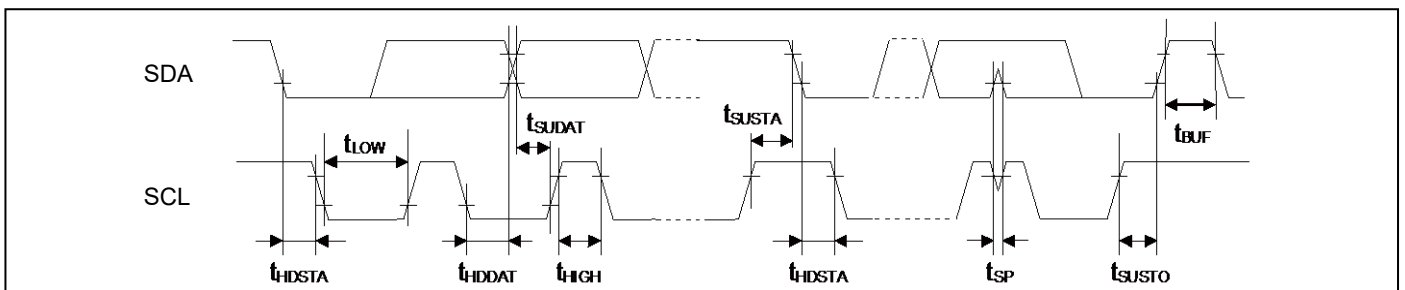 SDA
tSUDAT
tSUSTA
tBUF
tLOW
SCL
tHDSTA
tHDDAT
tHIGH
tHDSTA
tSP
tSUSTO